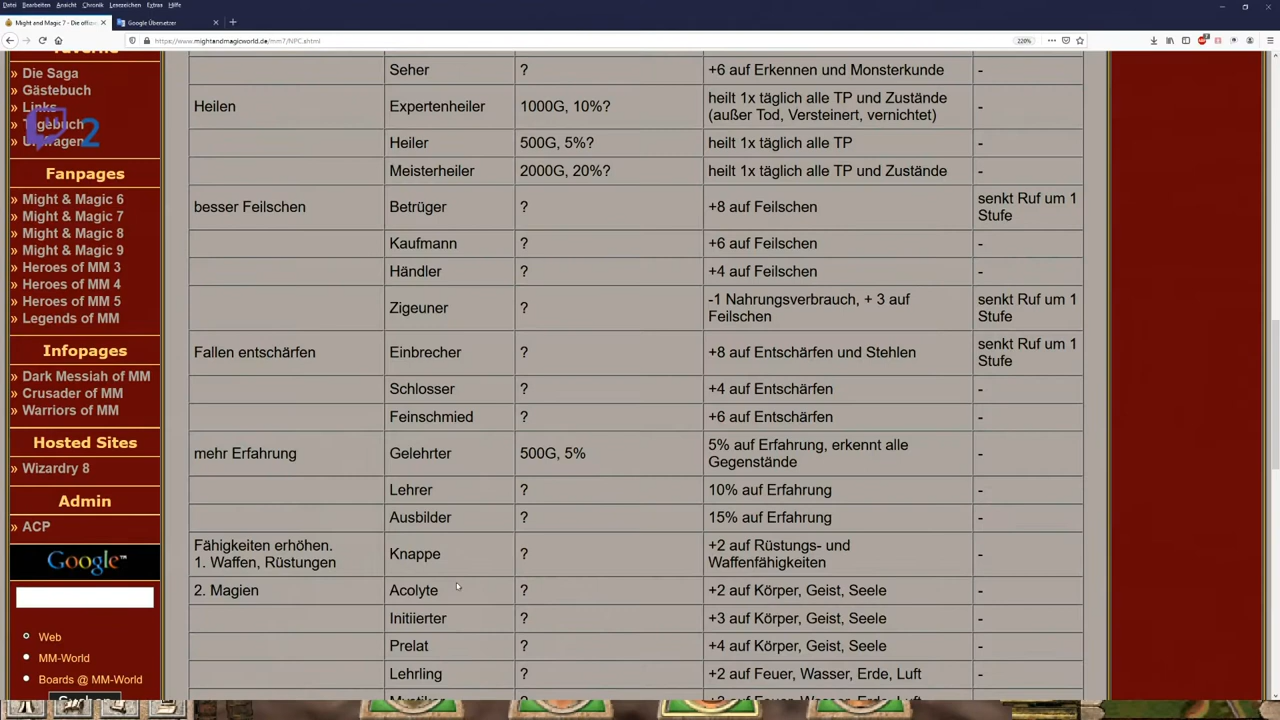 Datei Bearbeiten Ansicht Chronik Lesezeichen Extras Hilfe
Might and Magic 7 - Die offizi
Google Übersetzer
https://www.mightandmagicworld.de/mm7/NPC.shtml
220%
Taverne
» Die Saga
» Gästebuch
» Links
» Tagebuch
» Umfragen
2
Fanpages
» Might & Magic 6
» Might & Magic 7
» Might & Magic 8
» Might & Magic 9
» Heroes of MM 3
» Heroes of MM 4
» Heroes of MM 5
» Legends of MM
Infopages
» Dark Messiah of MM
» Crusader of MM
» Warriors of MM
Hosted Sites
» Wizardry 8
Admin
» ACP
Google™
Web
MM-World
Boards @ MM-World
Suchen
Seher ? +6 auf Erkennen und Monsterkunde -
Heilen Expertenheiler 1000G, 10%? heilt täglich alle TP und Zustände
(außer Tod, Versteinert, vernichtet) -
Heiler 500G, 5%? heilt 1x täglich alle TP -
Meisterheiler 2000G, 20%? heilt 1x täglich alle TP und Zustände -
besser Feilschen Betrüger ? +8 auf Feilschen senkt Ruf um 1
Stufe
Kaufmann ? +6 auf Feilschen -
Händler ? +4 auf Feilschen -
Zigeuner ? -1 Nahrungsverbrauch, + 3 auf
Feilschen senkt Ruf um 1
Stufe
Fallen entschärfen Einbrecher ? +8 auf Entschärfen und Stehlen senkt Ruf um 1
Stufe
Schlosser ? +4 auf Entschärfen -
Feinschmied ? +6 auf Entschärfen -
mehr Erfahrung Gelehrter 500G, 5% 5% auf Erfahrung, erkennt alle
Gegenstände -
Lehrer ? 10% auf Erfahrung -
Ausbilder ? 15% auf Erfahrung -
Fähigkeiten erhöhen.
1. Waffen, Rüstungen Knappe ? +2 auf Rüstungs- und
Waffenfähigkeiten -
2. Magien Acolyte ? +2 auf Körper, Geist, Seele -
Initiierter ? +3 auf Körper, Geist, Seele -
Prelat ? +4 auf Körper, Geist, Seele -
Lehrling ? +2 auf Feuer, Wasser, Erde, Luft -